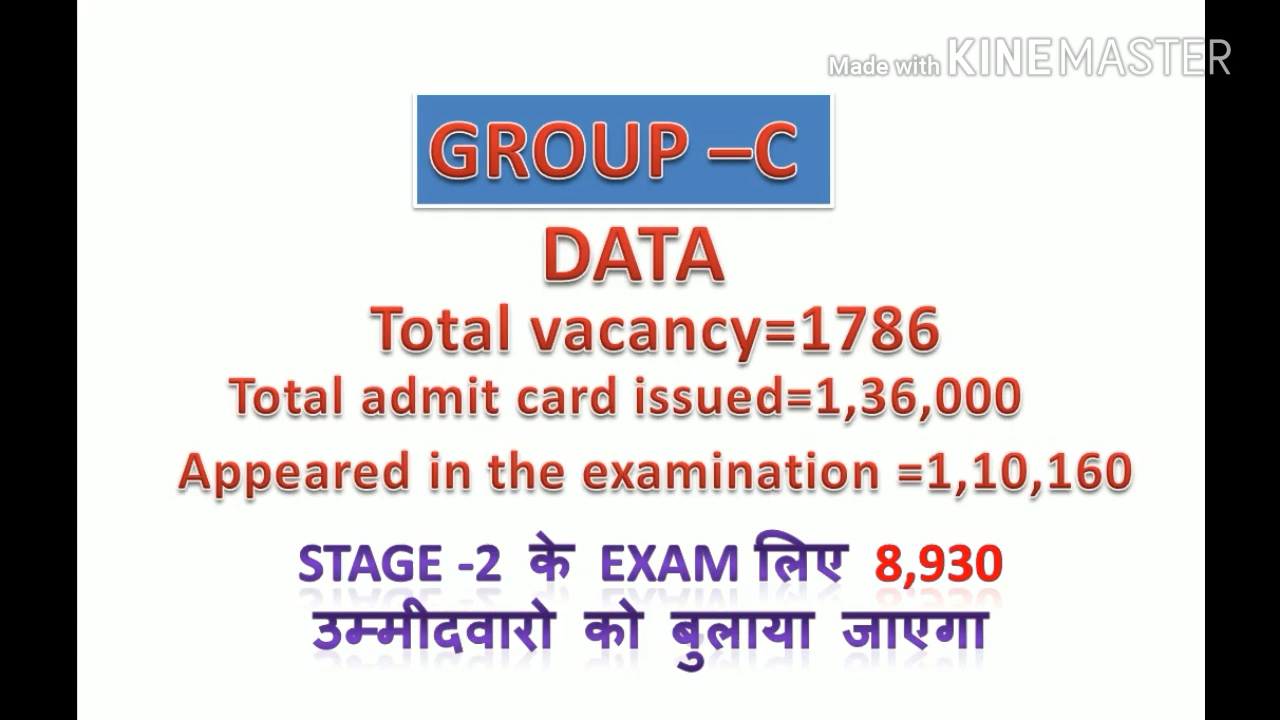 Made with KINEMASTER
GROUP –C
DATA
Total vacancy=1786
Total admit card issued=1,36,000
Appeared in the examination =1,10,160
STAGE -2 के EXAM लिए 8,930
उम्मीदवारो को बुलाया जाएगा